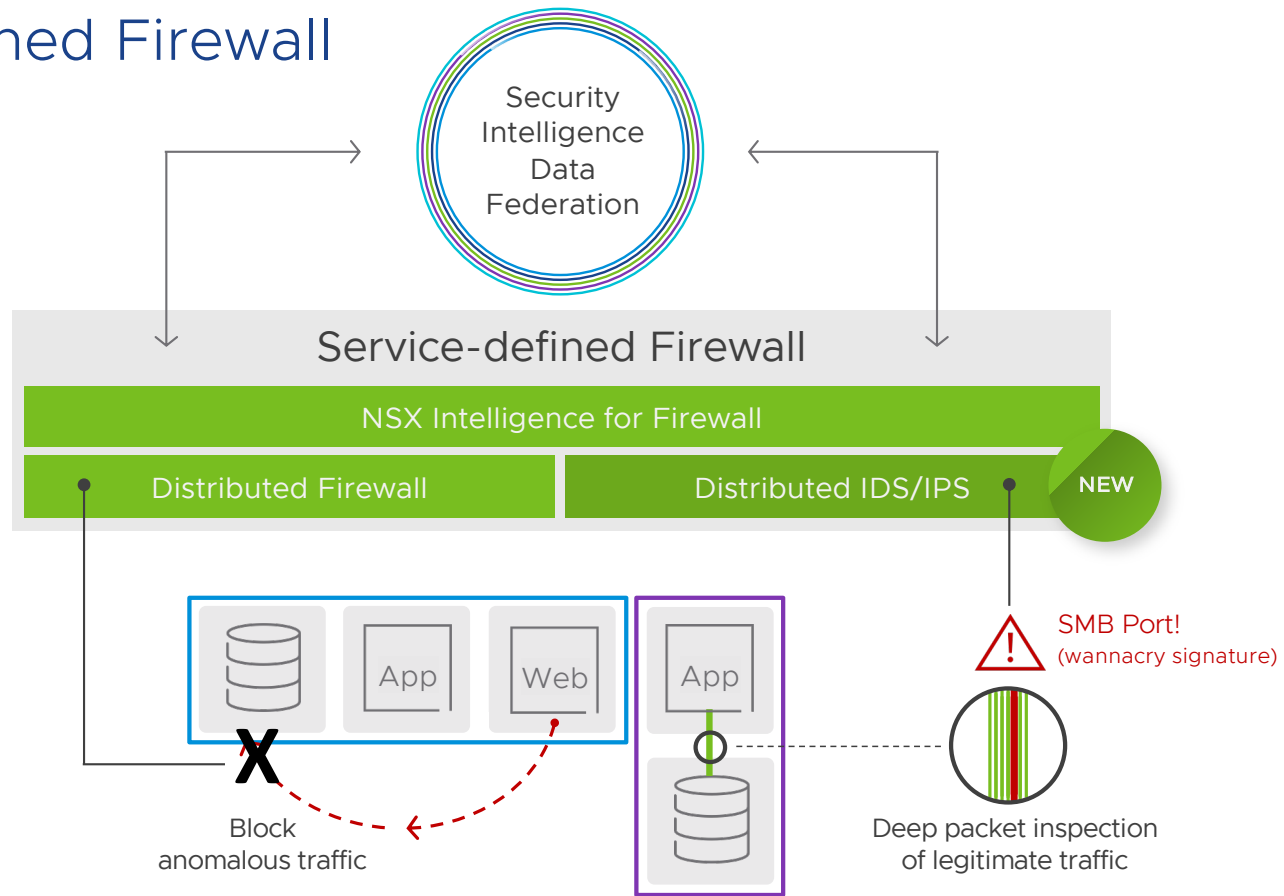 ned Firewall
Security
Intelligence
Data
Federation
Service-defined Firewall
NSX Intelligence for Firewall
Distributed Firewall
Distributed IDS/IPS
NEW
App
Web
App
SMB Port!
(wannacry signature)
X
Block
anomalous traffic
Deep packet inspection
of legitimate traffic